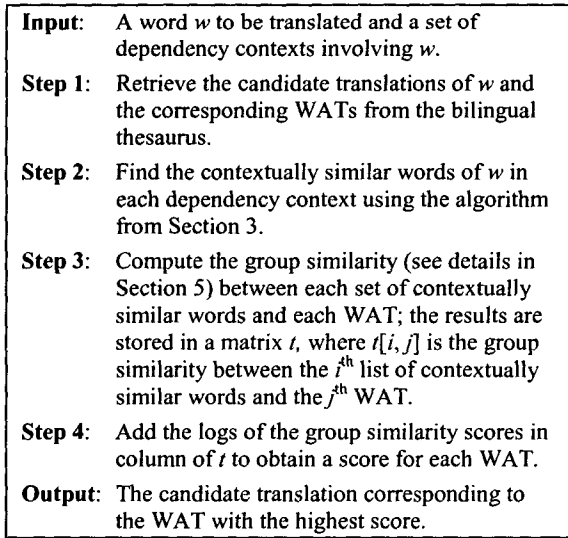 Input: A word w to be translated and a set of
dependency contexts involving w.
Step 1: Retrieve the candidate translations of w and
the corresponding WATs from the bilingual
thesaurus.
Step 2: Find the contextually similar words of w in
each dependency context using the algorithm
from Section 3.
Step 3: Compute the group similarity (see details in
Section 5) between each set of contextually
similar words and each WAT; the results are
stored in a matrix t, where t[i, j] is the group
similarity between the iᵗʰ list of contextually
similar words and the jᵗʰ WAT.
Step 4: Add the logs of the group similarity scores in
column of t to obtain a score for each WAT.
Output: The candidate translation corresponding to
the WAT with the highest score.